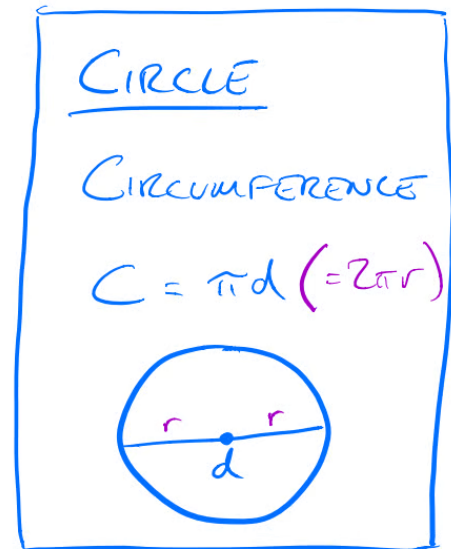 CIRCLE
CIRCUMFERENCE
C = πd (=2πr)
r r
d